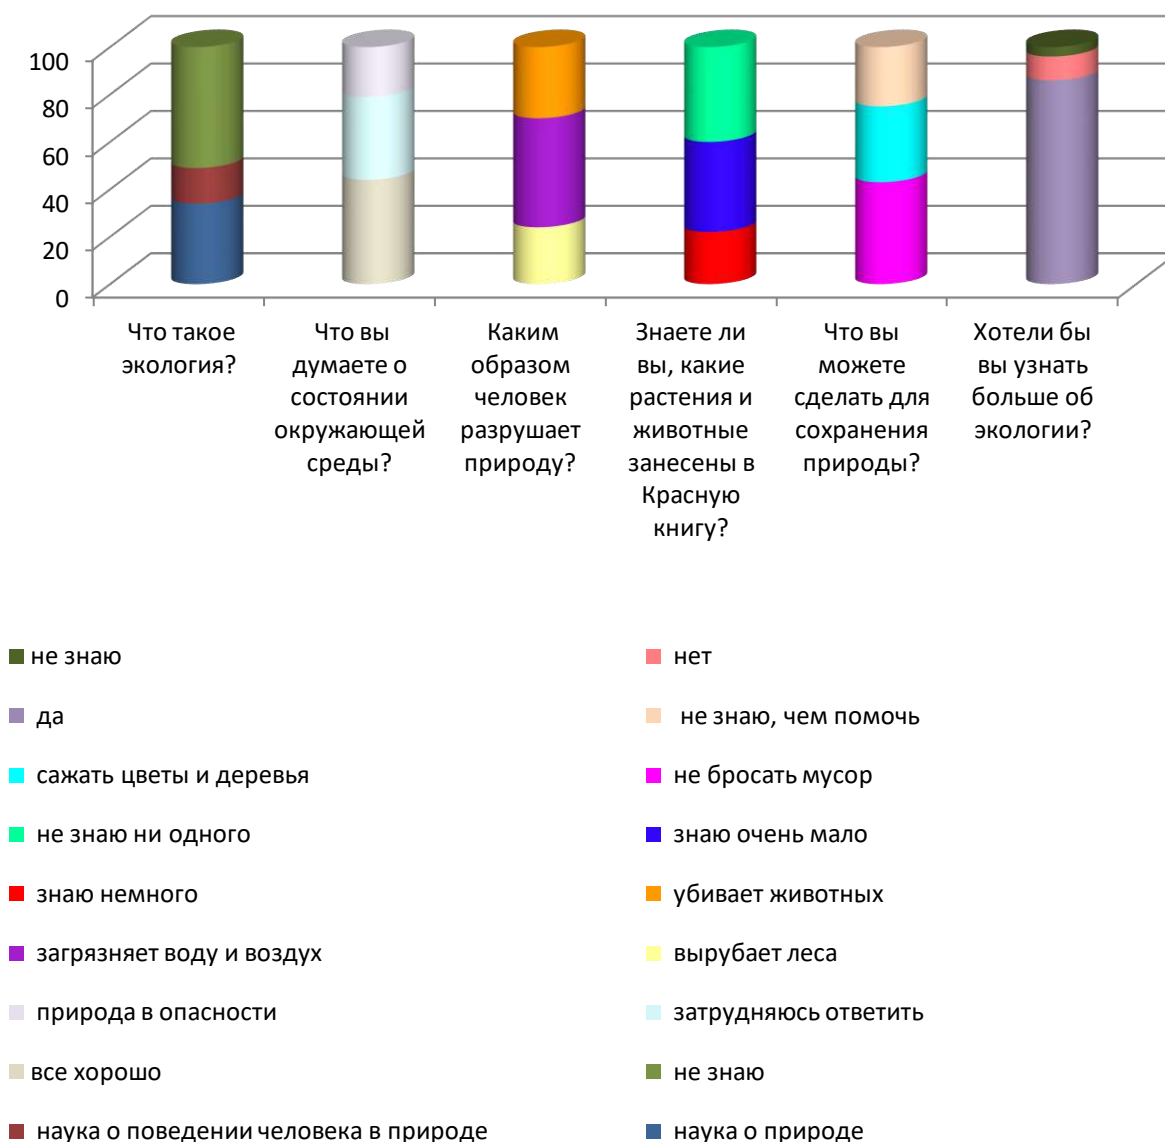 100
80
60
40
20
0
Что такое
экология?
Что вы
думаете о
состоянии
окружающей
среды?
Каким
образом
человек
разрушает
природу?
Знаете ли
вы, какие
растения и
животные
занесены в
Красную
книгу?
Что вы
можете
сделать для
сохранения
природы?
Хотели бы
вы узнать
больше об
экологии?
не знаю
нет
да
не знаю, чем помочь
сажать цветы и деревья
не бросать мусор
не знаю ни одного
знаю очень мало
знаю немного
убивает животных
загрязняет воду и воздух
вырубает леса
природа в опасности
затрудняюсь ответить
все хорошо
не знаю
наука о поведении человека в природе
наука о природе